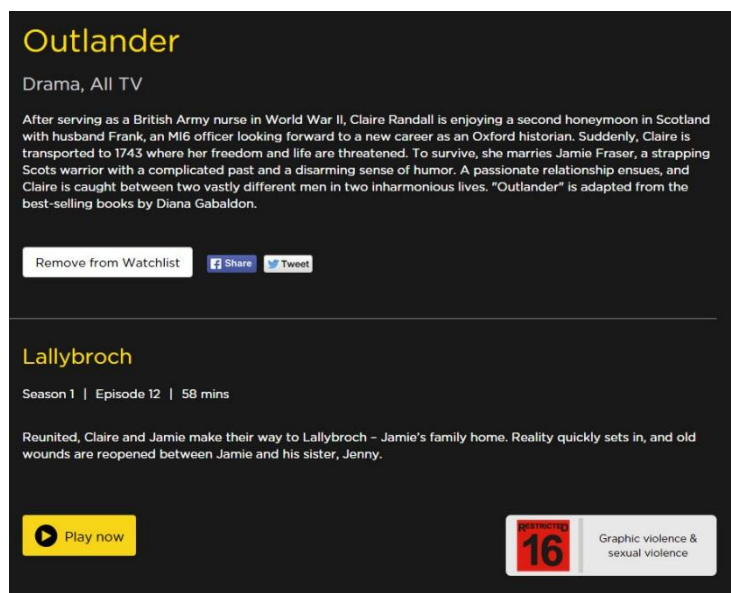 Outlander
Drama, All TV
After serving as a British Army nurse in World War II, Claire Randall is enjoying a second honeymoon in Scotland
with husband Frank, an MI6 officer looking forward to a new career as an Oxford historian. Suddenly, Claire is
transported to 1743 where her freedom and life are threatened. To survive, she marries Jamie Fraser, a strapping
Scots warrior with a complicated past and a disarming sense of humor. A passionate relationship ensues, and
Claire is caught between two vastly different men in two inharmonious lives. "Outlander" is adapted from the
best-selling books by Diana Gabaldon.
Remove from Watchlist
f Share
Tweet
Lallybroch
Season 1 | Episode 12 | 58 mins
Reunited, Claire and Jamie make their way to Lallybroch – Jamie's family home. Reality quickly sets in, and old
wounds are reopened between Jamie and his sister, Jenny.
Play now
RESTRICTED
16
Graphic violence &
sexual violence